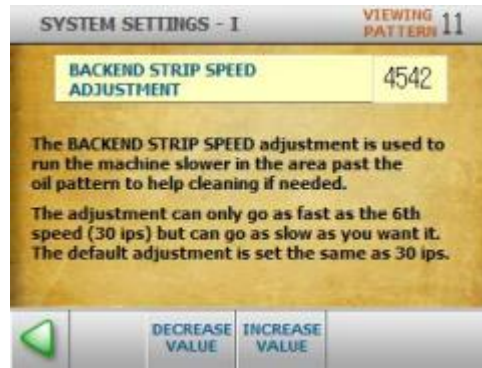 SYSTEM SETTINGS - I
VIEWING
PATTERN 11
BACKEND STRIP SPEED
ADJUSTMENT
4542
The BACKEND STRIP SPEED adjustment is used to
run the machine slower in the area past the
oil pattern to help cleaning if needed.
The adjustment can only go as fast as the 6th
speed (30 ips) but can go as slow as you want it.
The default adjustment is set the same as 30 ips.
DECREASE
VALUE
INCREASE
VALUE